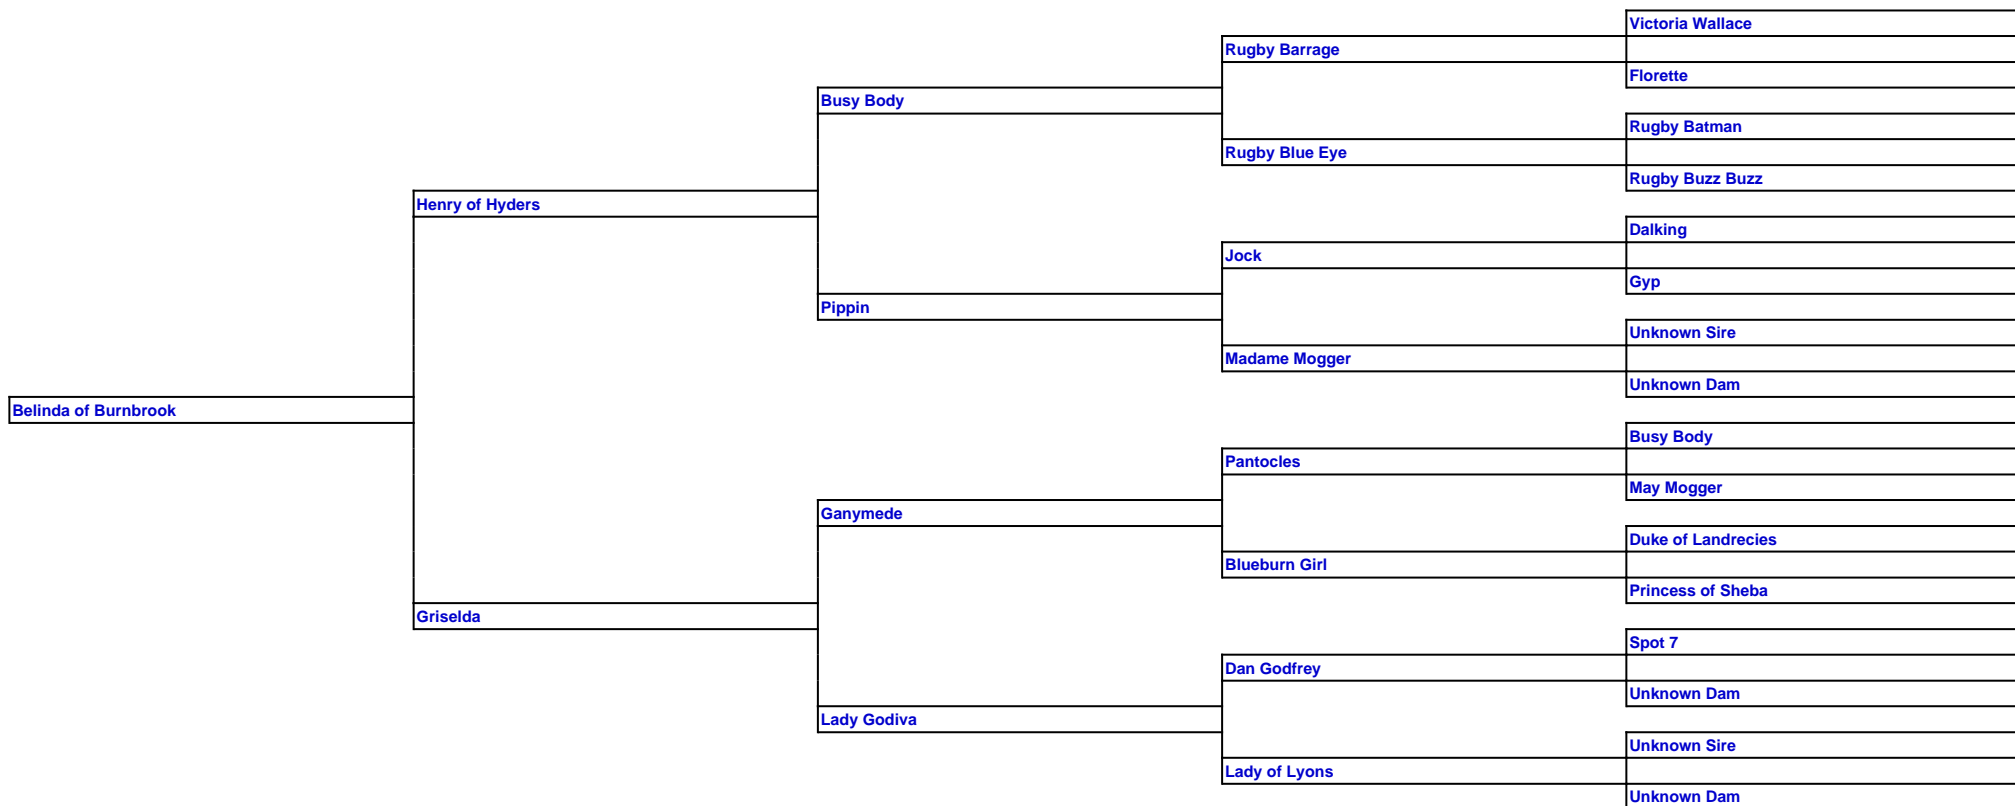 Victoria Wallace
Rugby Barrage
Florette
Busy Body
Rugby Batman
Rugby Blue Eye
Rugby Buzz Buzz
Henry of Hyders
Dalking
Jock
Gyp
Pippin
Unknown Sire
Madame Mogger
Unknown Dam
Belinda of Burnbrook
Busy Body
Pantocles
May Mogger
Ganymede
Duke of Landrecies
Blueburn Girl
Princess of Sheba
Griselda
Spot 7
Dan Godfrey
Unknown Dam
Lady Godiva
Unknown Sire
Lady of Lyons
Unknown Dam